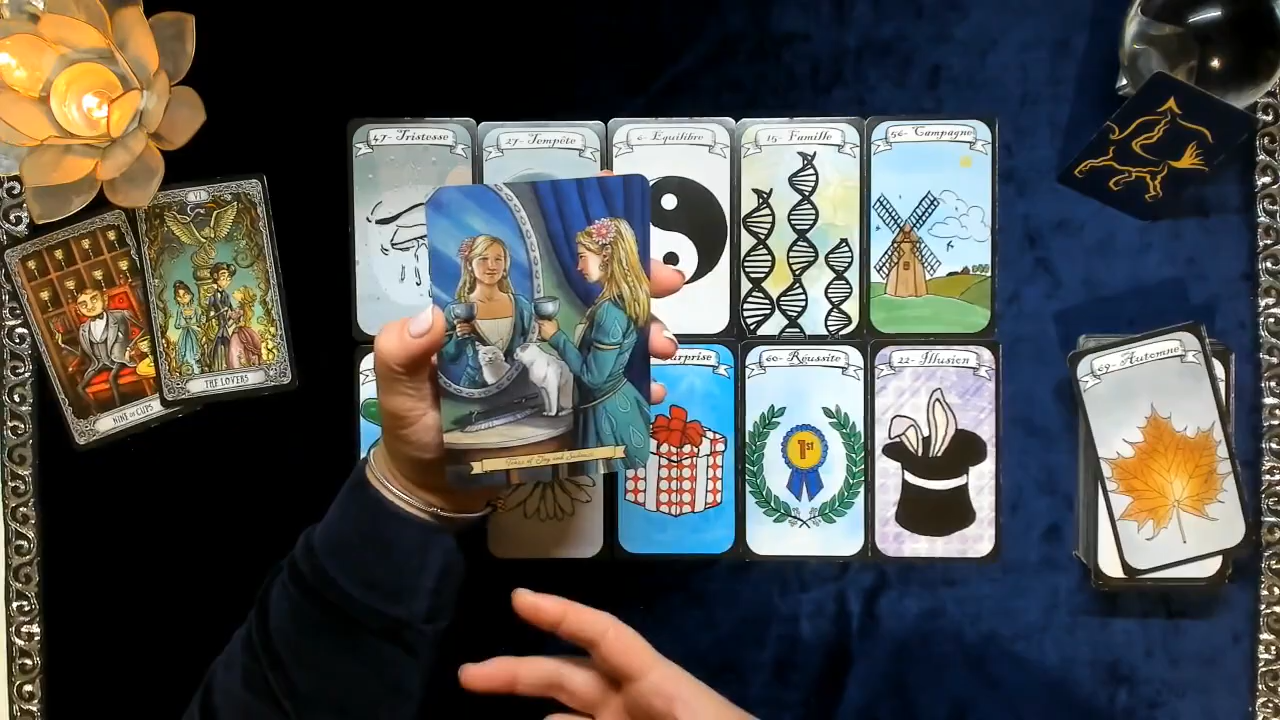 47- Tristesse
27- Tempête
6- Equilibre
15- Famille
56- Campagne
VI
THE LOVERS
NINE of CUPS
Surprise
60- Réussite
22- Illusion
69- Automne
1st